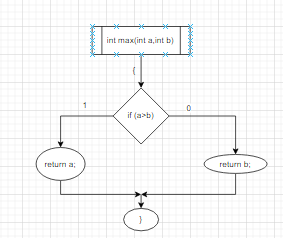 int max(int a,int b)
{
1
if (a>b)
0
return a;
return b;
}